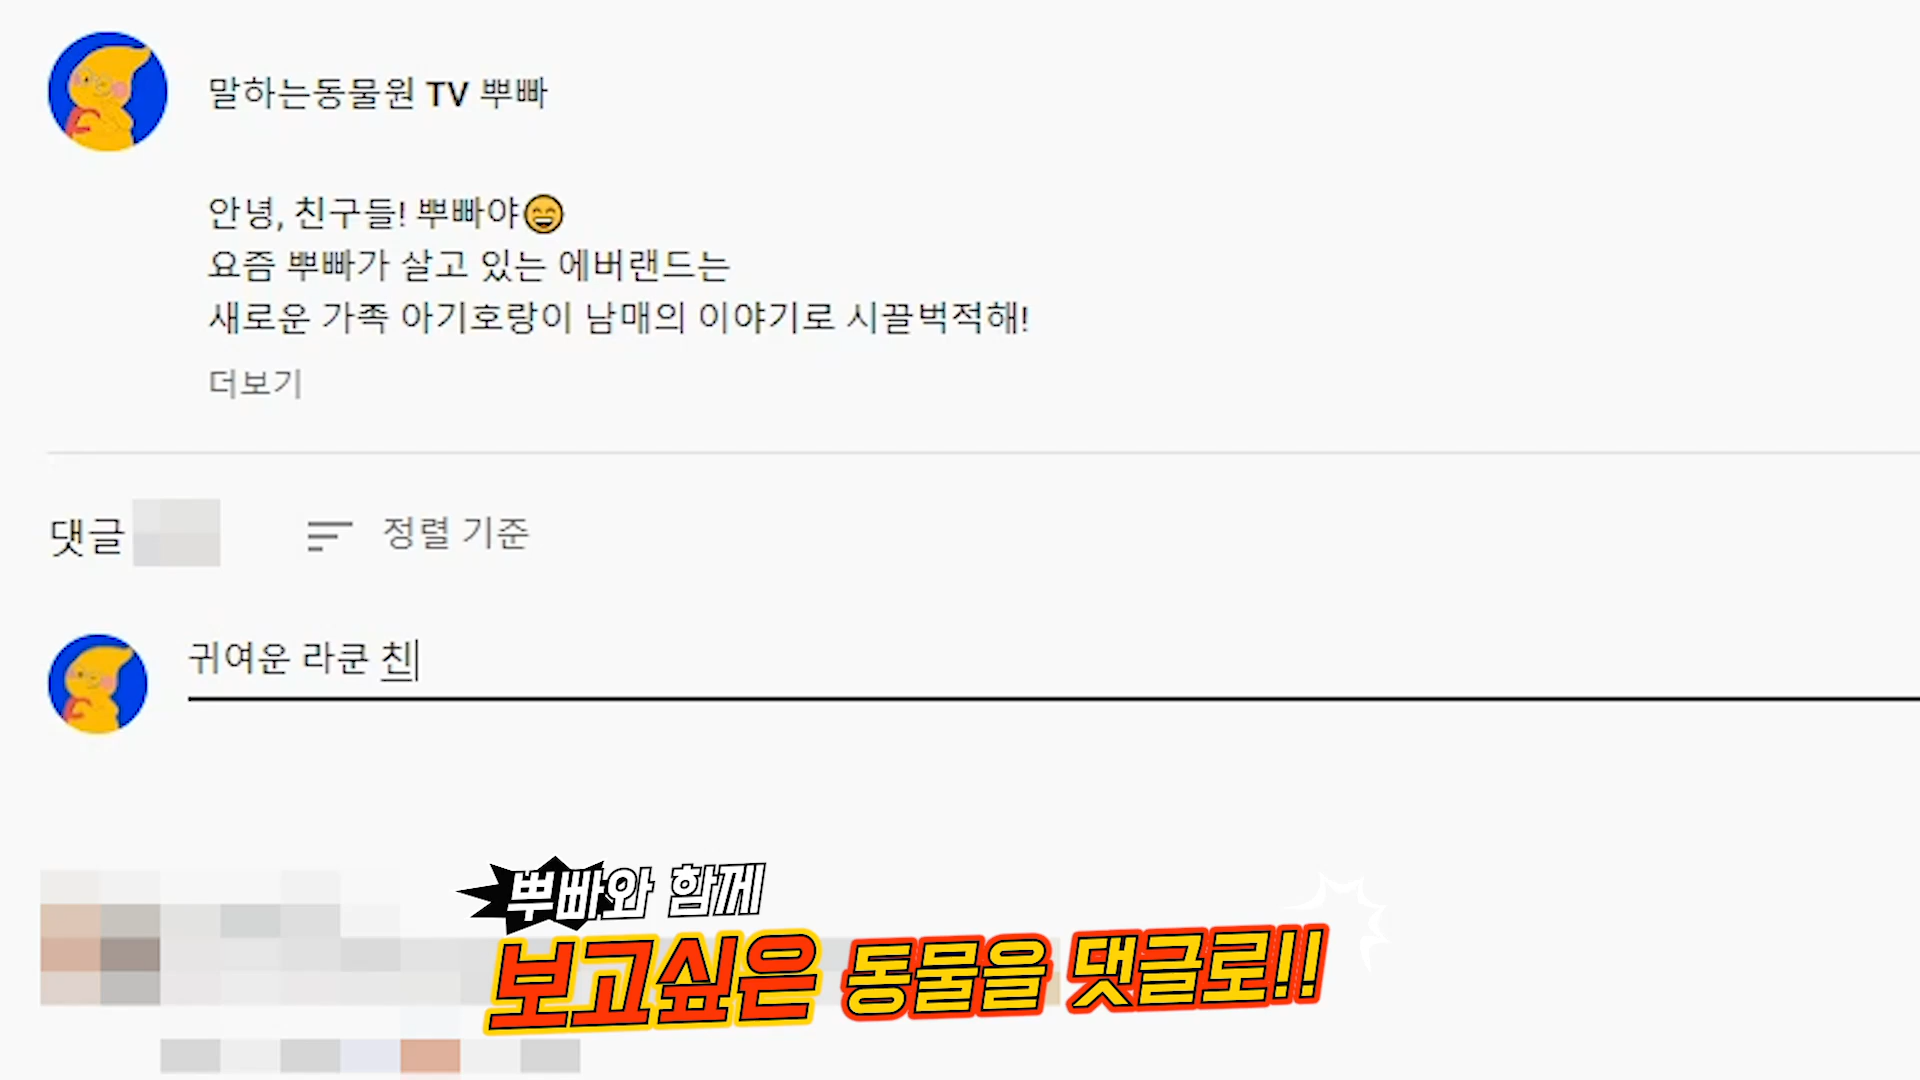 말하는동물원 TV 뿌빠
안녕, 친구들! 뿌빠야😄
요즘 뿌빠가 살고 있는 에버랜드는
새로운 가족 아기호랑이 남매의 이야기로 시끌벅적해!
더보기
댓글
정렬 기준
귀여운 라쿤 친
뿌빠와 함께
보고싶은 동물을 댓글로!!